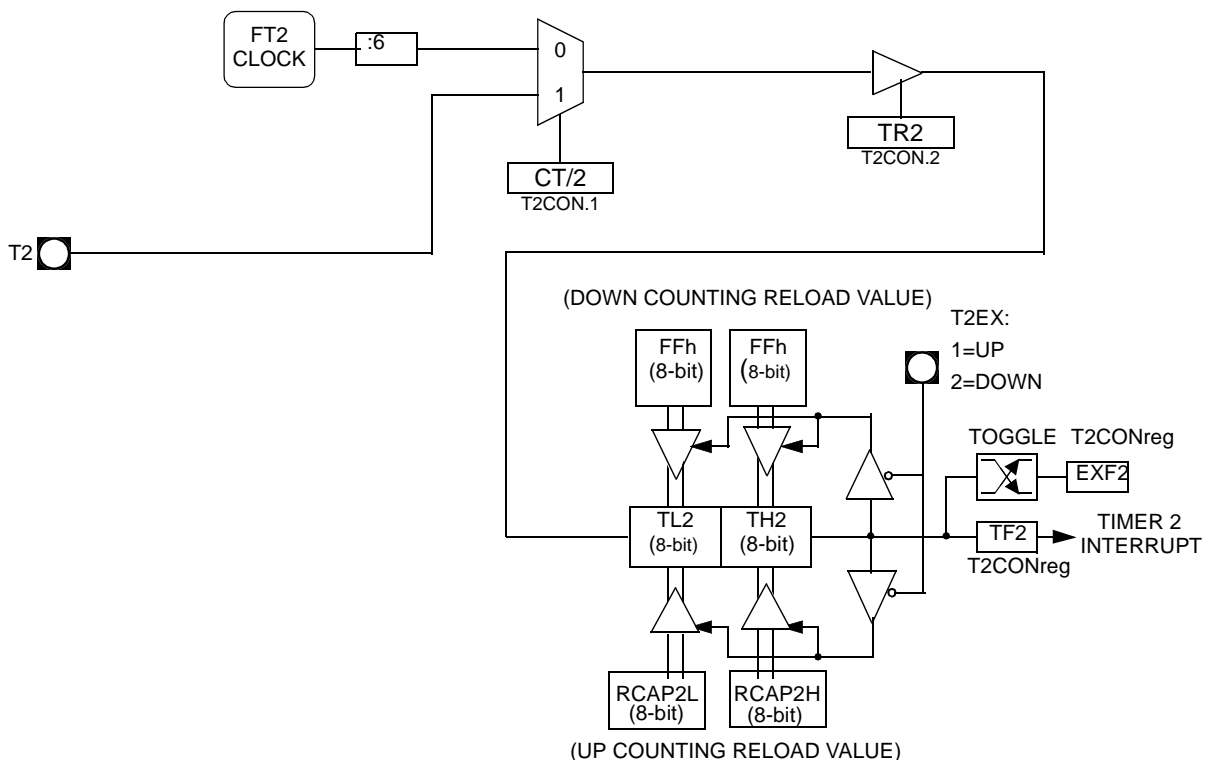 FT2
CLOCK
:6
0
1
TR2
T2CON.2
CT/2
T2CON.1
T2
(DOWN COUNTING RELOAD VALUE)
T2EX:
1=UP
2=DOWN
FFh
(8-bit)
FFh
(8-bit)
TOGGLE
T2CONreg
EXF2
TL2
(8-bit)
TH2
(8-bit)
TF2
T2CONreg
TIMER 2
INTERRUPT
RCAP2L
(8-bit)
RCAP2H
(8-bit)
(UP COUNTING RELOAD VALUE)